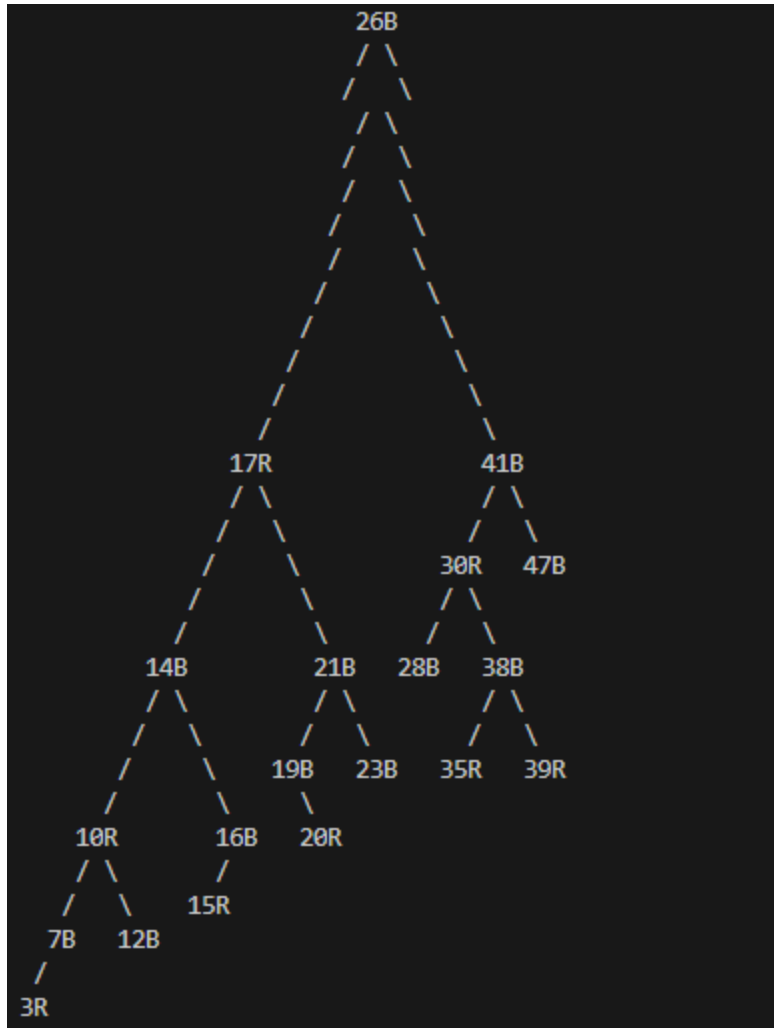 26B
/ \
/ \
/ \
/ \
/ \
/ \
/ \
/ \
/ \
/ \
/ \
/ \
17R 41B
/ \ / \
/ \ / \
/ \ 30R 47B
/ \ / \
/ \ / \
14B 21B 28B 38B
/ \ / \ / \
/ \ / \ / \
/ \ 19B 23B 35R 39R
/ \ \
10R 16B 20R
/ \ /
/ \ 15R
7B 12B
/
3R